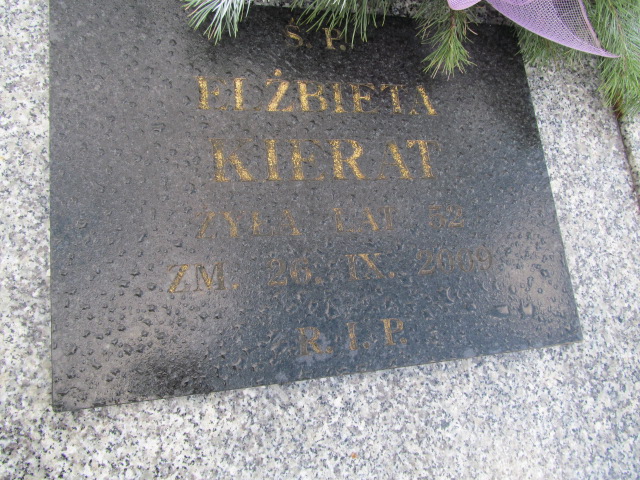 Ś. P.
ELŻBIETA
KIERAT
ŻYŁA LAT 52
ZM. 26. IX. 2009
R. I. P.